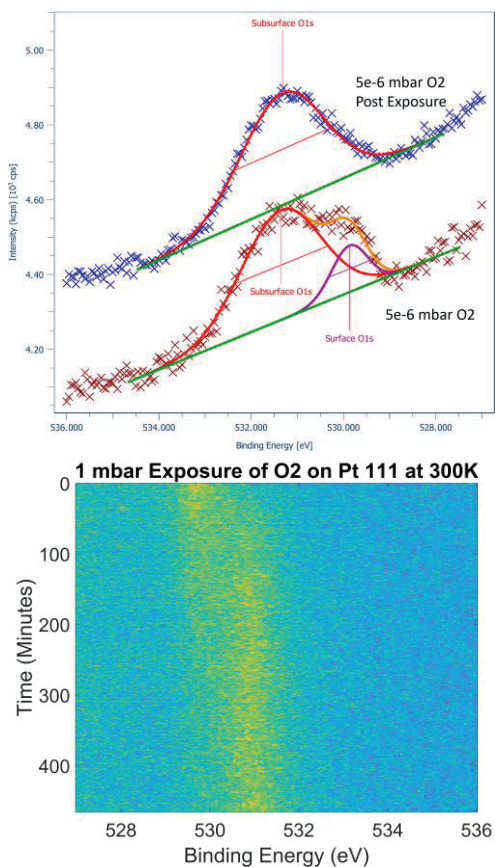 Subsurface O1s
5.00
5e-6 mbar O2
Post Exposure
4.80
Intensity (kcps) [10³ cps]
4.60
4.40
Subsurface O1s
5e-6 mbar O2
Surface O1s
4.20
536.000 534.000 532.000 530.000 528.000
Binding Energy [eV]
1 mbar Exposure of O2 on Pt 111 at 300K
0
100
200
Time (Minutes)
300
400
528 530 532 534 536
Binding Energy (eV)